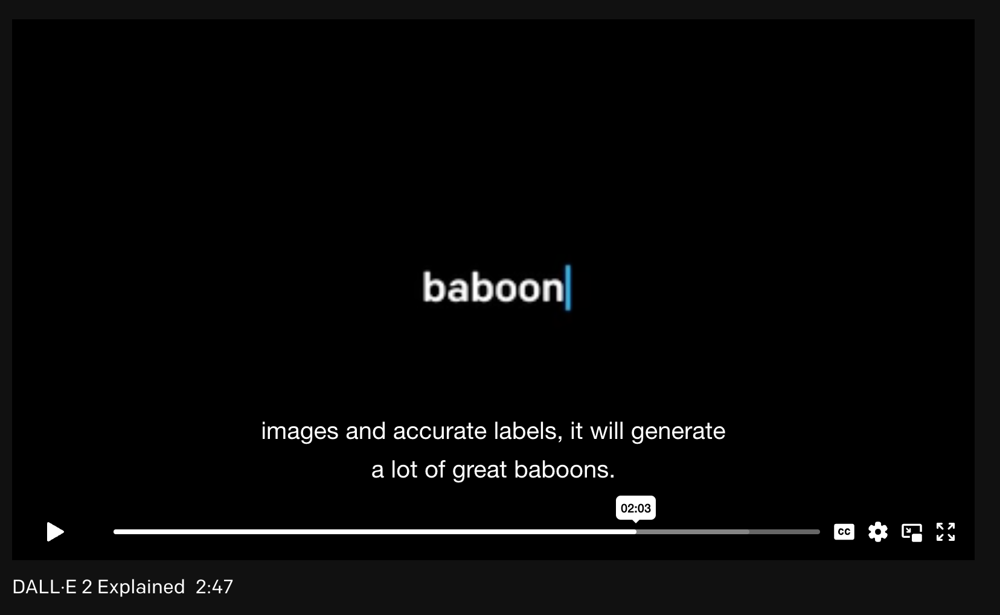 baboon
images and accurate labels, it will generate
a lot of great baboons.
02:03
CC
DALL·E 2 Explained 2:47